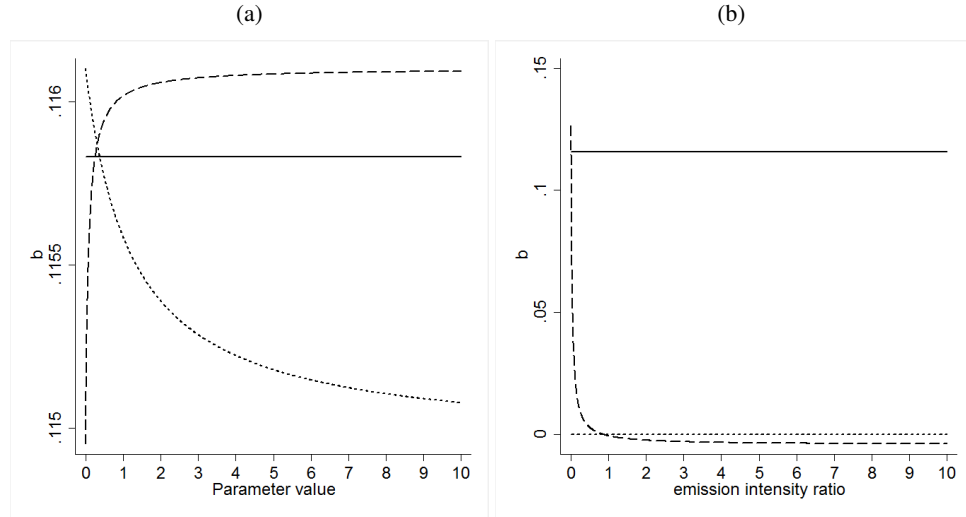 (a)
(b)
b
.115
.1155
.116
0 1 2 3 4 5 6 7 8 9 10
Parameter value
b
0
.05
.1
.15
0 1 2 3 4 5 6 7 8 9 10
emission intensity ratio